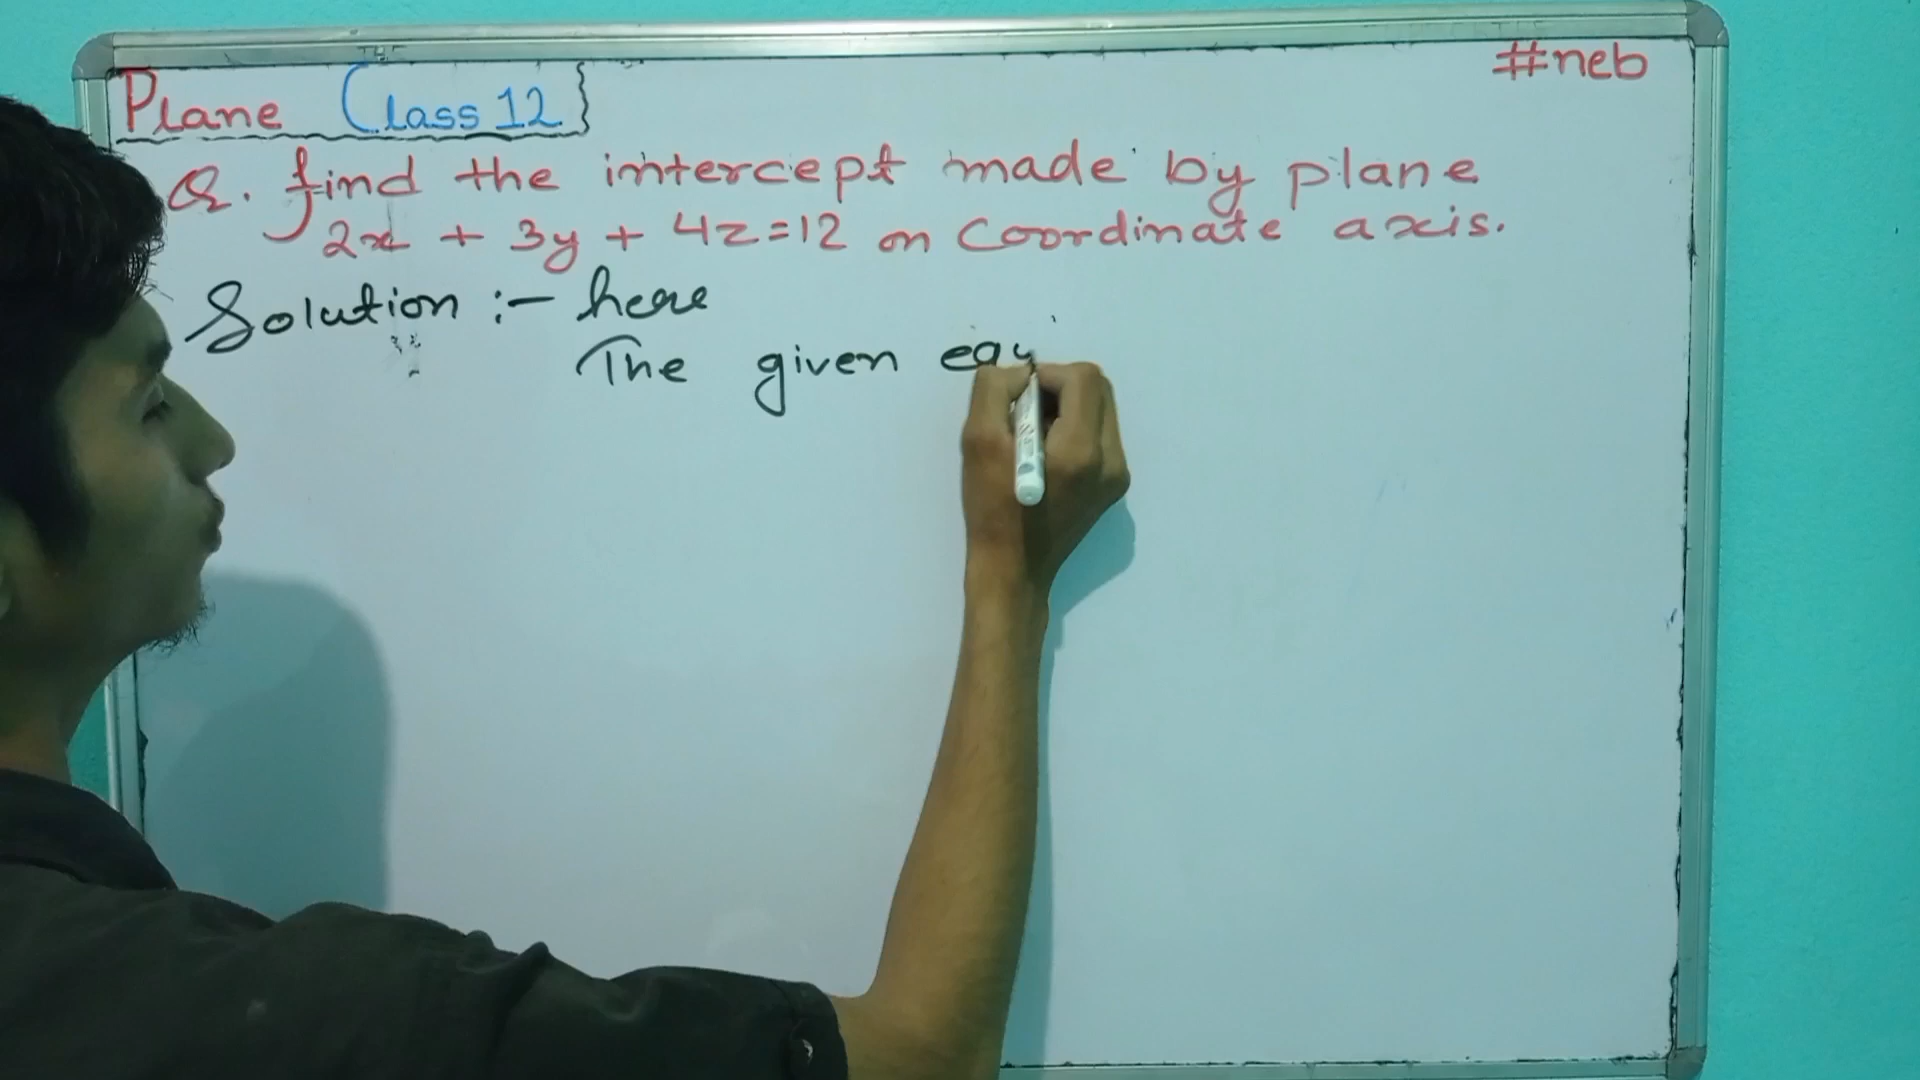 #neb
Plane Class 12}
Q. find the intercept made by plane
2x + 3y + 4z=12 on Coordinate axis.
Solution :- here
The given equ